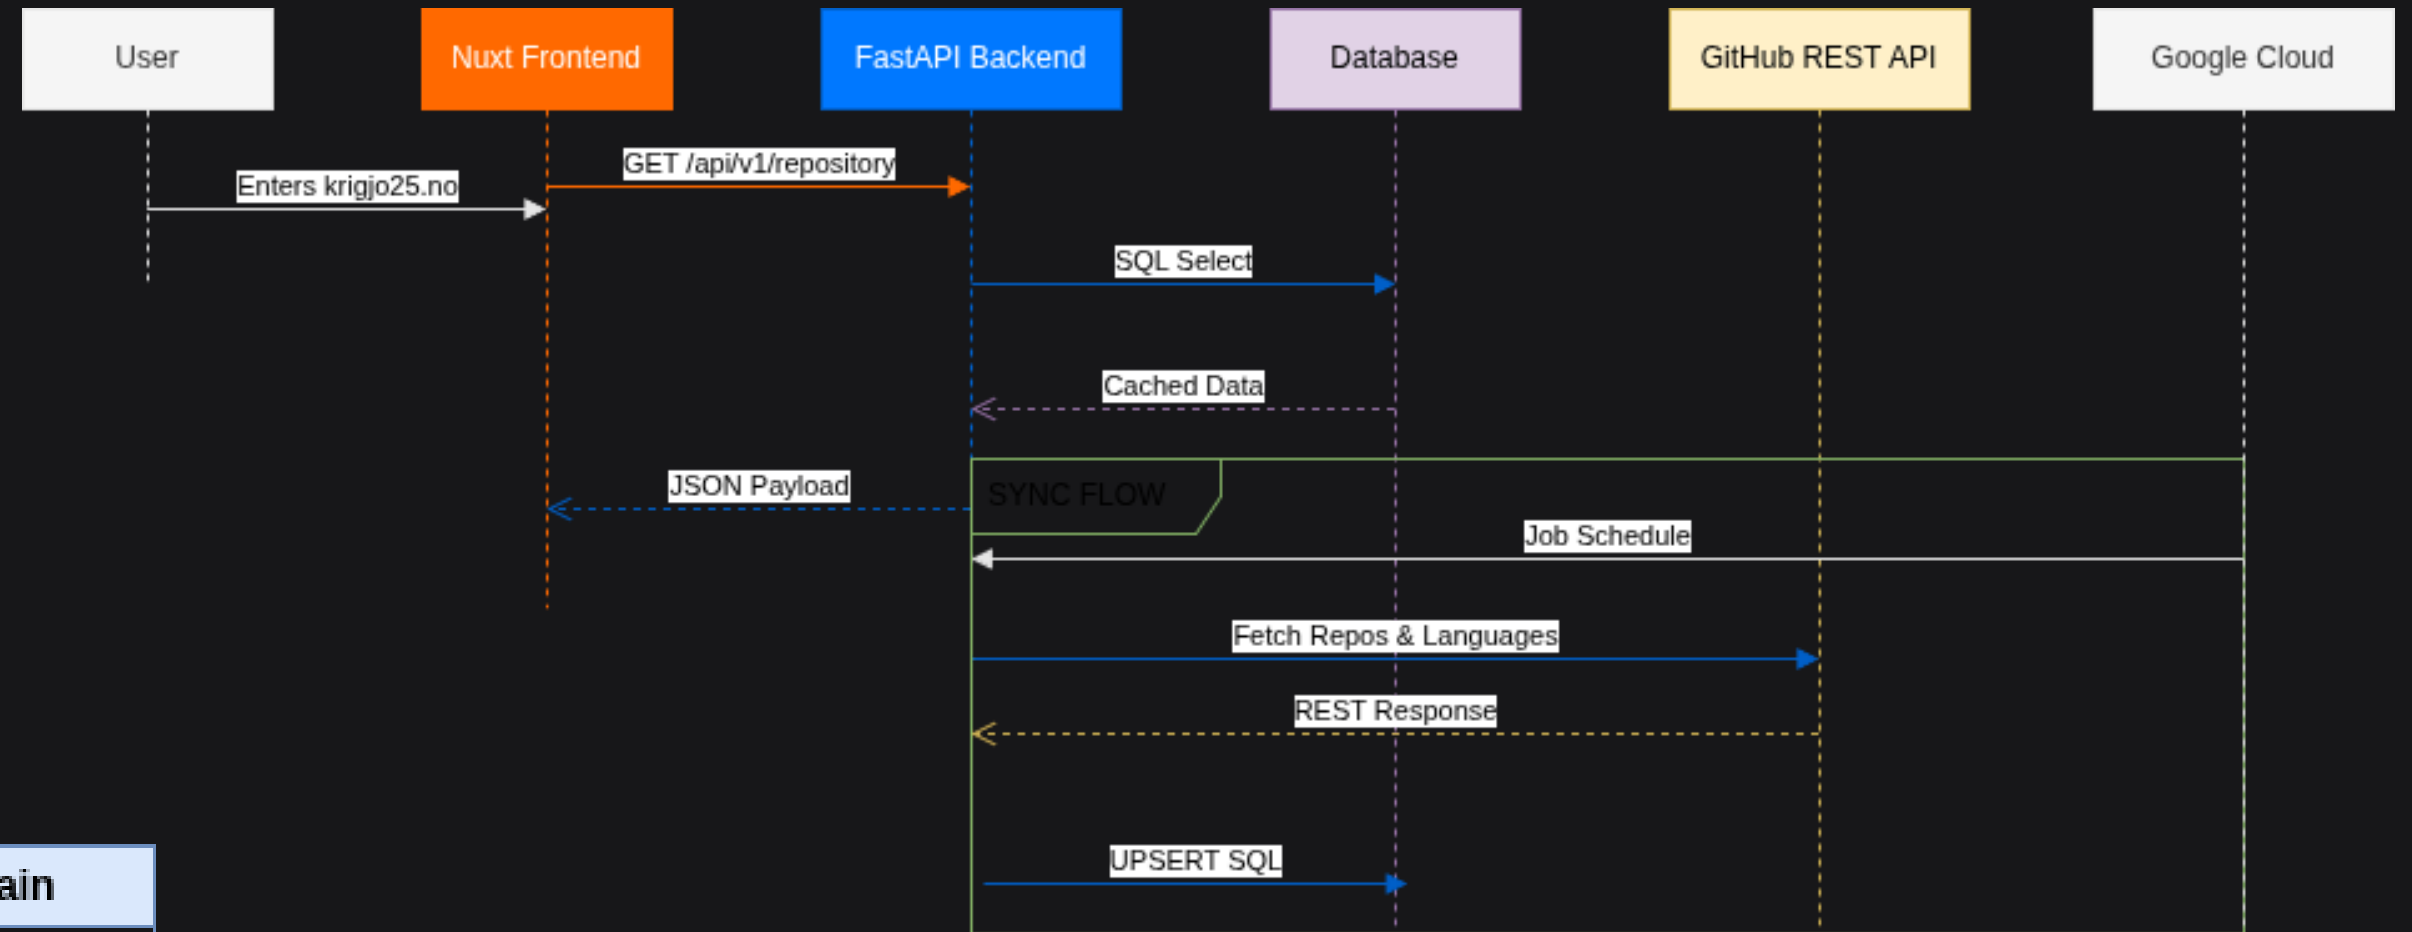 User
Nuxt Frontend
FastAPI Backend
Database
GitHub REST API
Google Cloud
GET /api/v1/repository
Enters krigjo25.no
SQL Select
Cached Data
JSON Payload
SYNC FLOW
Job Schedule
Fetch Repos & Languages
REST Response
UPSERT SQL
ain